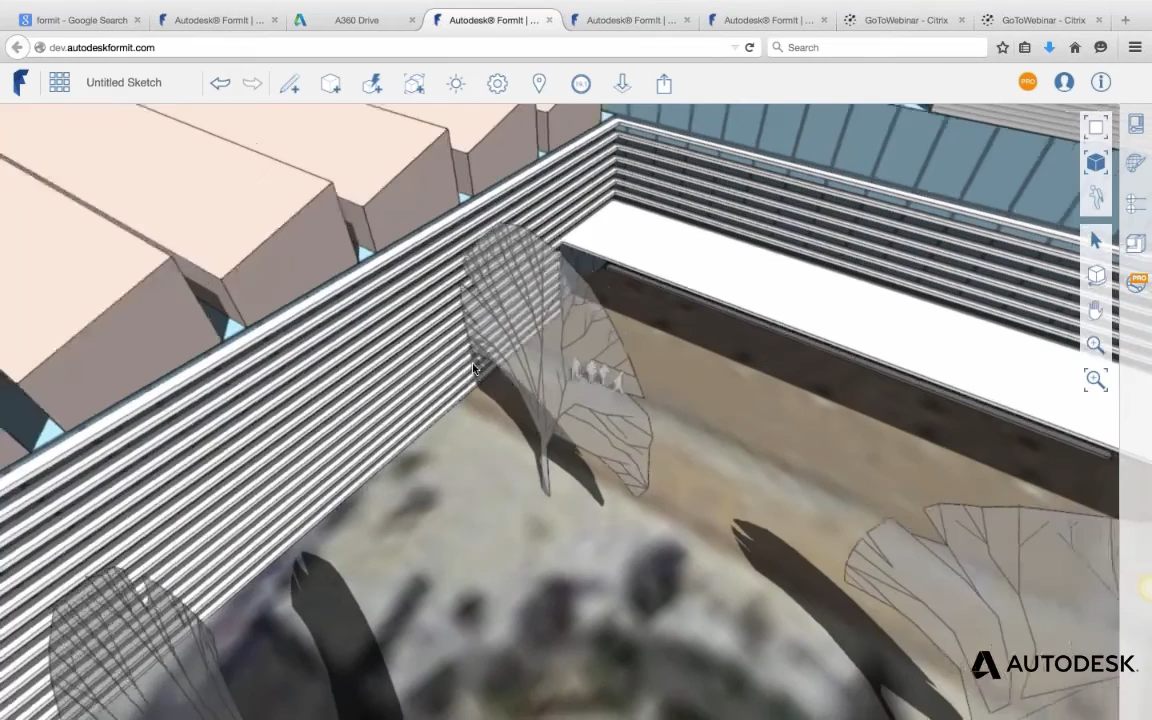 formit - Google Search
Autodesk® FormIt | ...
A360 Drive
Autodesk® FormIt | ...
Autodesk® FormIt | ...
Autodesk® FormIt | ...
GoToWebinar - Citrix
GoToWebinar - Citrix
dev.autodeskformit.com
Search
Untitled Sketch
PRO
PRO
AUTODESK.